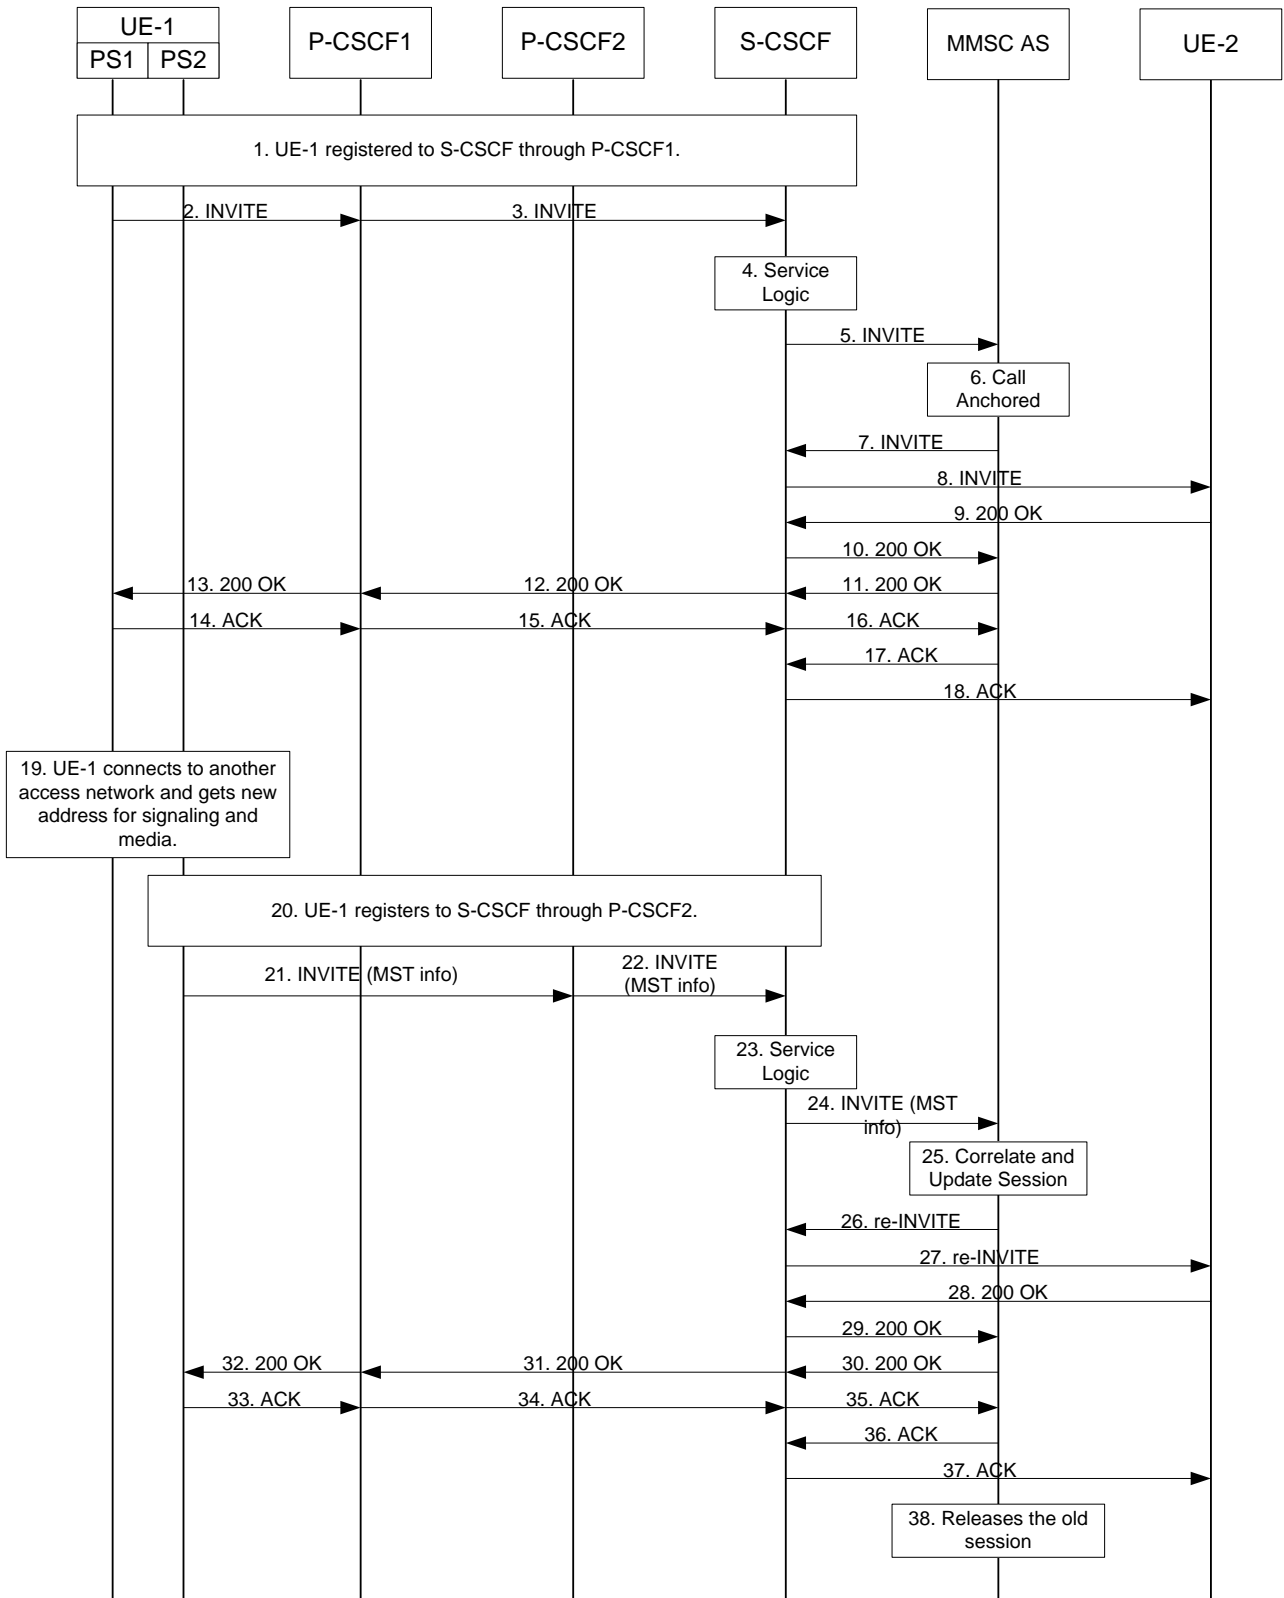 UE-1
PS1
PS2
P-CSCF1
P-CSCF2
S-CSCF
MMSC AS
UE-2
1. UE-1 registered to S-CSCF through P-CSCF1.
2. INVITE
3. INVITE
4. Service
Logic
5. INVITE
6. Call
Anchored
7. INVITE
8. INVITE
9. 200 OK
10. 200 OK
13. 200 OK
12. 200 OK
11. 200 OK
14. ACK
15. ACK
16. ACK
17. ACK
18. ACK
19. UE-1 connects to another
access network and gets new
address for signaling and
media.
20. UE-1 registers to S-CSCF through P-CSCF2.
21. INVITE (MST info)
22. INVITE
(MST info)
23. Service
Logic
24. INVITE (MST
info)
25. Correlate and
Update Session
26. re-INVITE
27. re-INVITE
28. 200 OK
29. 200 OK
32. 200 OK
31. 200 OK
30. 200 OK
33. ACK
34. ACK
35. ACK
36. ACK
37. ACK
38. Releases the old
session